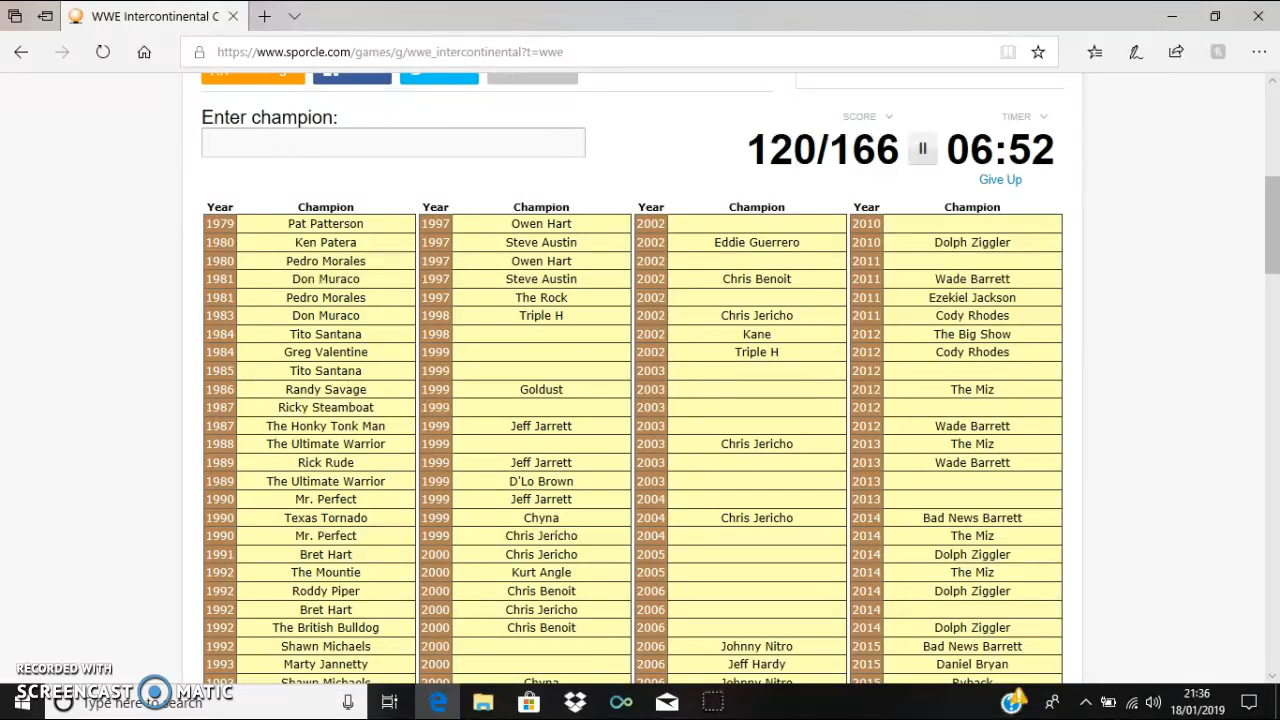 WWE Intercontinental C
https://www.sporcle.com/games/g/wwe_intercontinental?t=wwe
Enter champion:
SCORE
TIMER
120/166
06:52
Give Up
Year Champion Year Champion Year Champion Year Champion
1979 Pat Patterson 1997 Owen Hart 2002 2010
1980 Ken Patera 1997 Steve Austin 2002 Eddie Guerrero 2010 Dolph Ziggler
1980 Pedro Morales 1997 Owen Hart 2002 2011
1981 Don Muraco 1997 Steve Austin 2002 Chris Benoit 2011 Wade Barrett
1981 Pedro Morales 1997 The Rock 2002 2011 Ezekiel Jackson
1983 Don Muraco 1998 Triple H 2002 Chris Jericho 2011 Cody Rhodes
1984 Tito Santana 1998 2002 Kane 2012 The Big Show
1984 Greg Valentine 1999 2002 Triple H 2012 Cody Rhodes
1985 Tito Santana 1999 2003 2012
1986 Randy Savage 1999 Goldust 2003 2012 The Miz
1987 Ricky Steamboat 1999 2003 2012
1987 The Honky Tonk Man 1999 Jeff Jarrett 2003 2012 Wade Barrett
1988 The Ultimate Warrior 1999 2003 Chris Jericho 2013 The Miz
1989 Rick Rude 1999 Jeff Jarrett 2003 2013 Wade Barrett
1989 The Ultimate Warrior 1999 D'Lo Brown 2003 2013
1990 Mr. Perfect 1999 Jeff Jarrett 2004 2013
1990 Texas Tornado 1999 Chyna 2004 Chris Jericho 2014 Bad News Barrett
1990 Mr. Perfect 1999 Chris Jericho 2004 2014 The Miz
1991 Bret Hart 2000 Chris Jericho 2005 2014 Dolph Ziggler
1992 The Mountie 2000 Kurt Angle 2005 2014 The Miz
1992 Roddy Piper 2000 Chris Benoit 2006 2014 Dolph Ziggler
1992 Bret Hart 2000 Chris Jericho 2006 2014
1992 The British Bulldog 2000 Chris Benoit 2006 2014 Dolph Ziggler
1992 Shawn Michaels 2000 2006 Johnny Nitro 2015 Bad News Barrett
1993 Marty Jannetty 2000 2006 Jeff Hardy 2015 Daniel Bryan
1993 Shawn Michaels 2000 Chyna 2006 Johnny Nitro 2015 Ryback
RECORDED WITH
SCREENCAST MATIC
Type here to search
21:36
18/01/2019